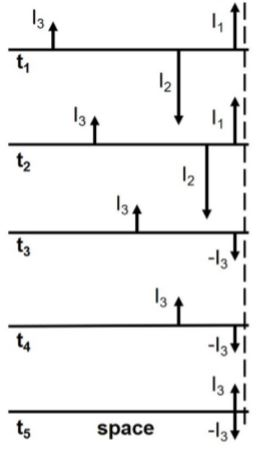 I₃ I₁
t₁ I₂
I₃ I₁
t₂ I₂
I₃
t₃ -I₃
I₃
t₄ -I₃
I₃
t₅ space -I₃